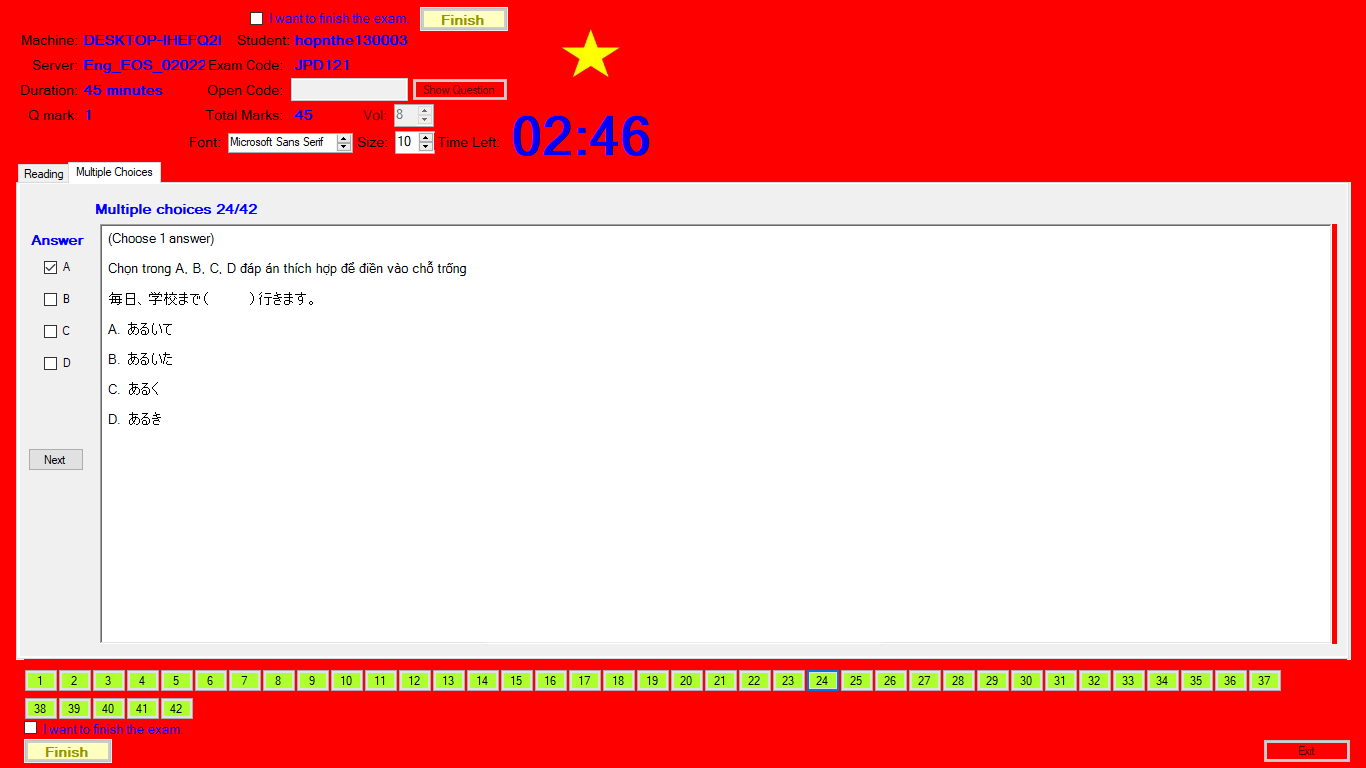 I want to finish the exam. Finish
Machine: DESKTOP-IHEFQ2I Student: hopnthe130003
Server: Eng_EOS_02022 Exam Code: JPD121
Duration: 45 minutes Open Code: Show Question
Q mark: 1 Total Marks: 45 Vol: 8
Font: Microsoft Sans Serif Size: 10 Time Left: 02:46
Reading Multiple Choices
Multiple choices 24/42
Answer
A
B
C
D
Next
(Choose 1 answer)
Chọn trong A, B, C, D đáp án thích hợp để điền vào chỗ trống
毎日、学校まで(　　　)行きます。
A. あるいて
B. あるいた
C. あるく
D. あるき
1 2 3 4 5 6 7 8 9 10 11 12 13 14 15 16 17 18 19 20 21 22 23 24 25 26 27 28 29 30 31 32 33 34 35 36 37
38 39 40 41 42
I want to finish the exam.
Finish Exit